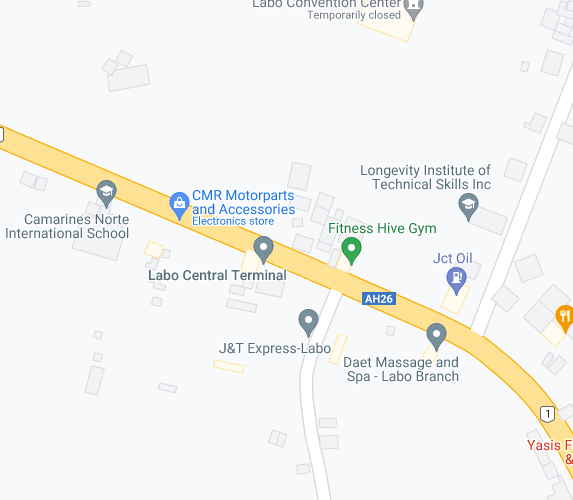 Labo Convention Center
Temporarily closed
Longevity Institute of
Technical Skills Inc
CMR Motorparts
and Accessories
Electronics store
Camarines Norte
International School
Fitness Hive Gym
Labo Central Terminal
Jct Oil
AH26
J&T Express-Labo
Daet Massage and
Spa - Labo Branch
1
Yasis F
&